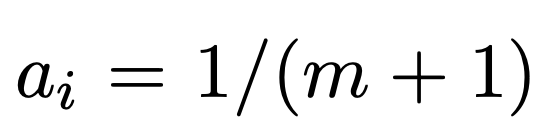 a_i = 1/(m + 1)